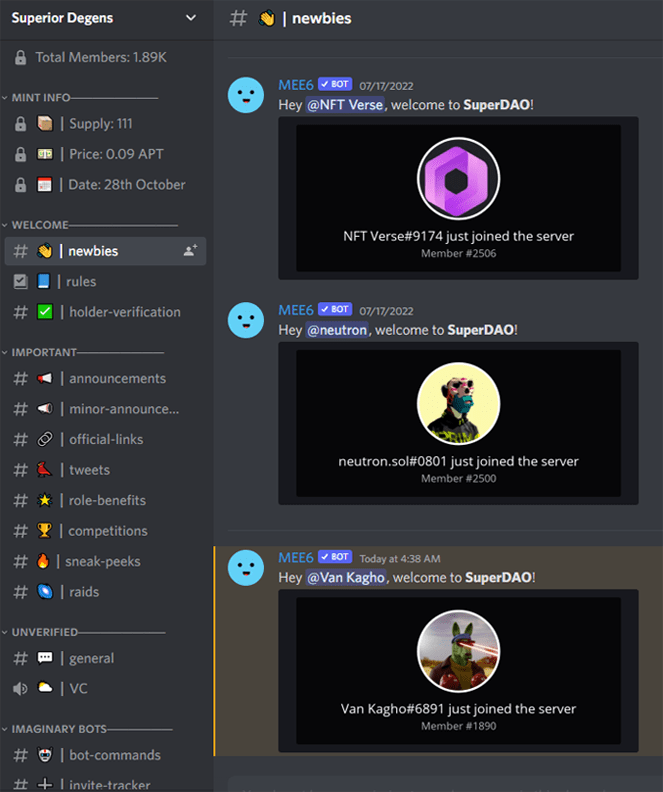 Superior Degens
Total Members: 1.89K
MINT INFO
| Supply: 111
| Price: 0.09 APT
| Date: 28th October
WELCOME
# | newbies
| rules
# | holder-verification
IMPORTANT
# | announcements
# | minor-announce...
# | official-links
# | tweets
# | role-benefits
# | competitions
# | sneak-peeks
# | raids
UNVERIFIED
# | general
| VC
IMAGINARY BOTS
# | bot-commands
# | invite-tracker
# | newbies
MEE6 ✓ BOT 07/17/2022
Hey @NFT Verse, welcome to SuperDAO!
NFT Verse#9174 just joined the server
Member #2506
MEE6 ✓ BOT 07/17/2022
Hey @neutron, welcome to SuperDAO!
neutron.sol#0801 just joined the server
Member #2500
MEE6 ✓ BOT Today at 4:38 AM
Hey @Van Kagho, welcome to SuperDAO!
Van Kagho#6891 just joined the server
Member #1890